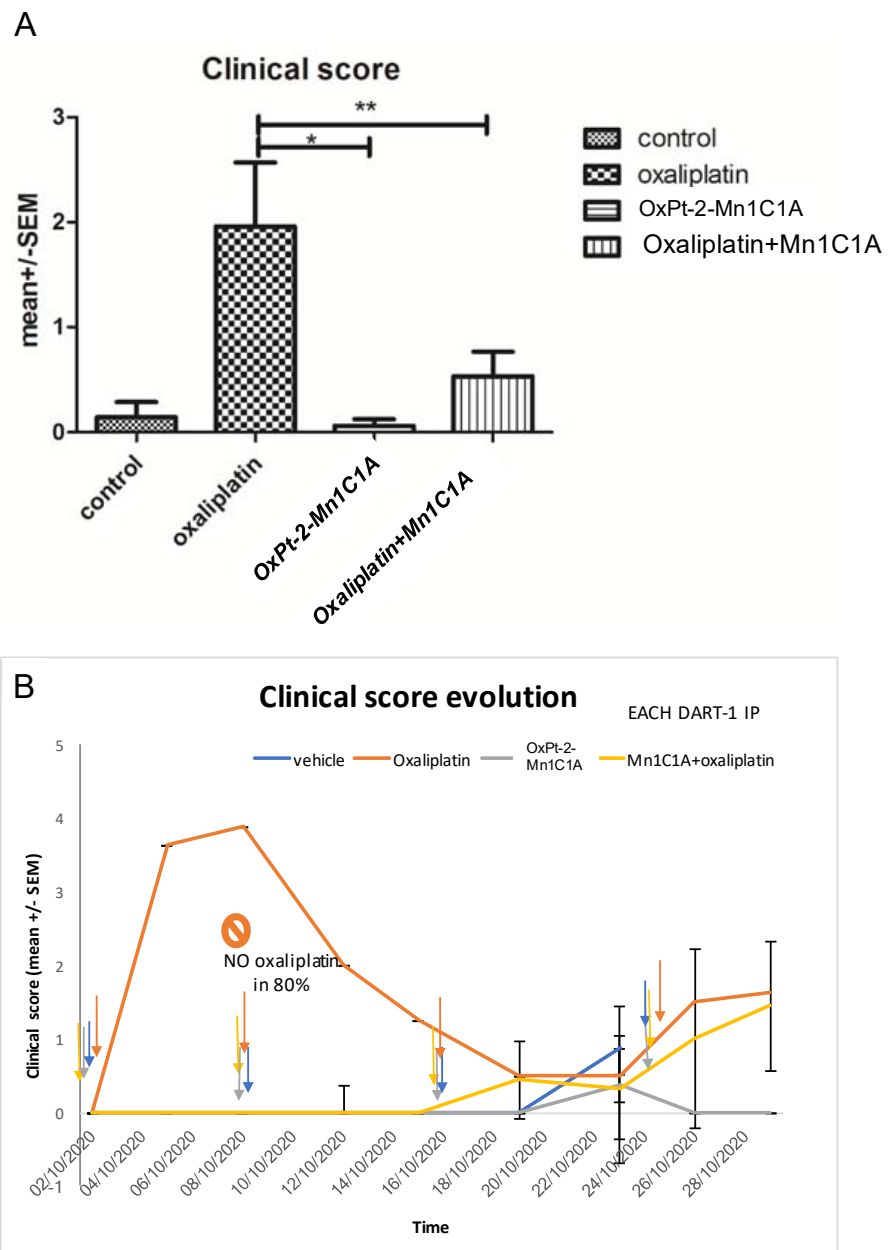 A
Clinical score
**
*
mean+/-SEM
3
2
1
0
control
oxaliplatin
OxPt-2-Mn1C1A
Oxaliplatin+Mn1C1A
control
oxaliplatin
OxPt-2-Mn1C1A
Oxaliplatin+Mn1C1A
B
Clinical score evolution
EACH DART-1 IP
vehicle
Oxaliplatin
OxPt-2-
Mn1C1A
Mn1C1A+oxaliplatin
Clinical score (mean +/- SEM)
5
4
3
2
1
0
-1
NO oxaliplatin
in 80%
02/10/2020
04/10/2020
06/10/2020
08/10/2020
10/10/2020
12/10/2020
14/10/2020
16/10/2020
18/10/2020
20/10/2020
22/10/2020
24/10/2020
26/10/2020
28/10/2020
Time